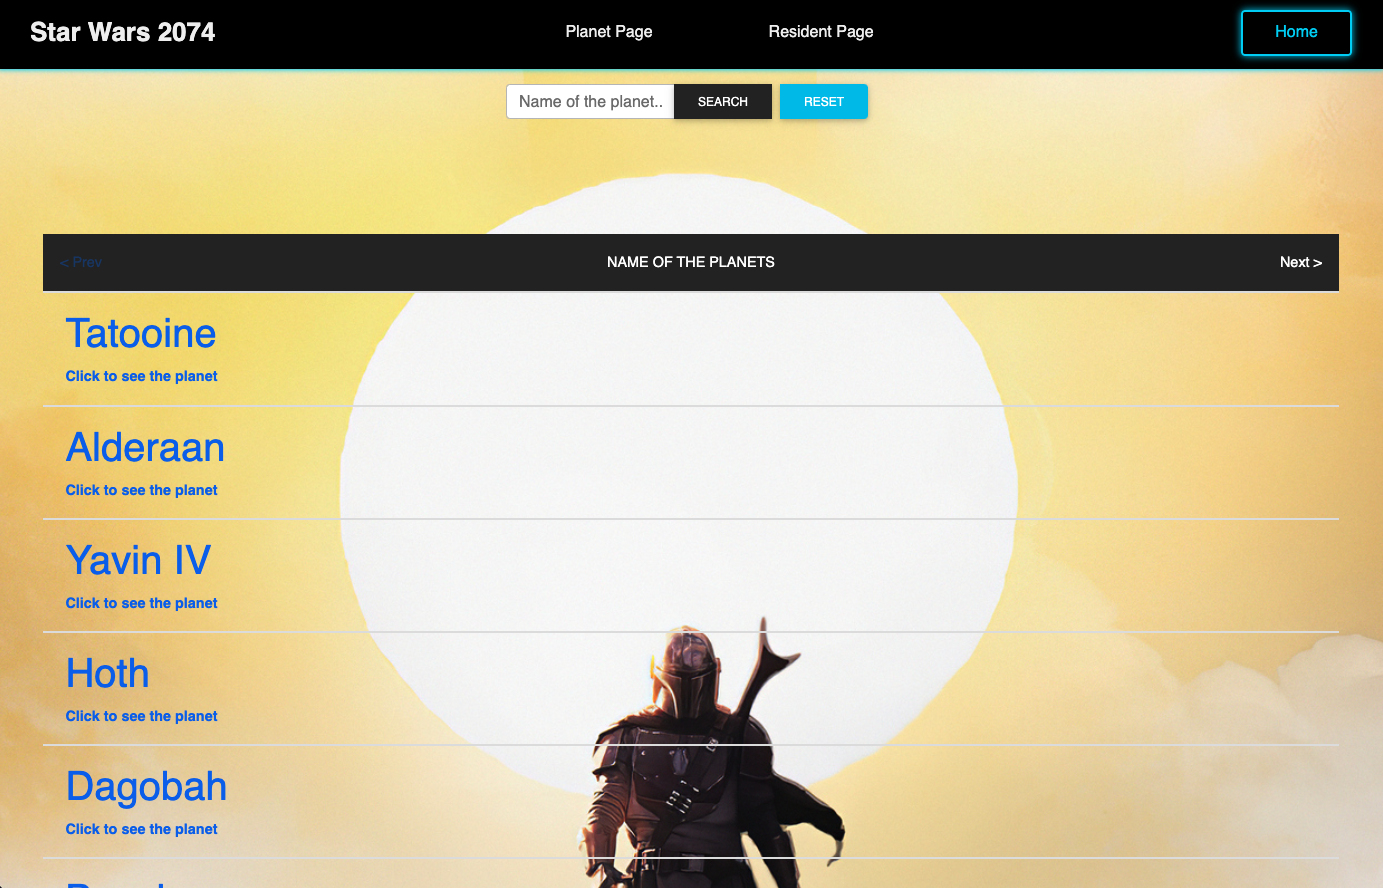 Star Wars 2074 Planet Page Resident Page Home
Name of the planet.. SEARCH RESET
< Prev NAME OF THE PLANETS Next >
Tatooine
Click to see the planet
Alderaan
Click to see the planet
Yavin IV
Click to see the planet
Hoth
Click to see the planet
Dagobah
Click to see the planet